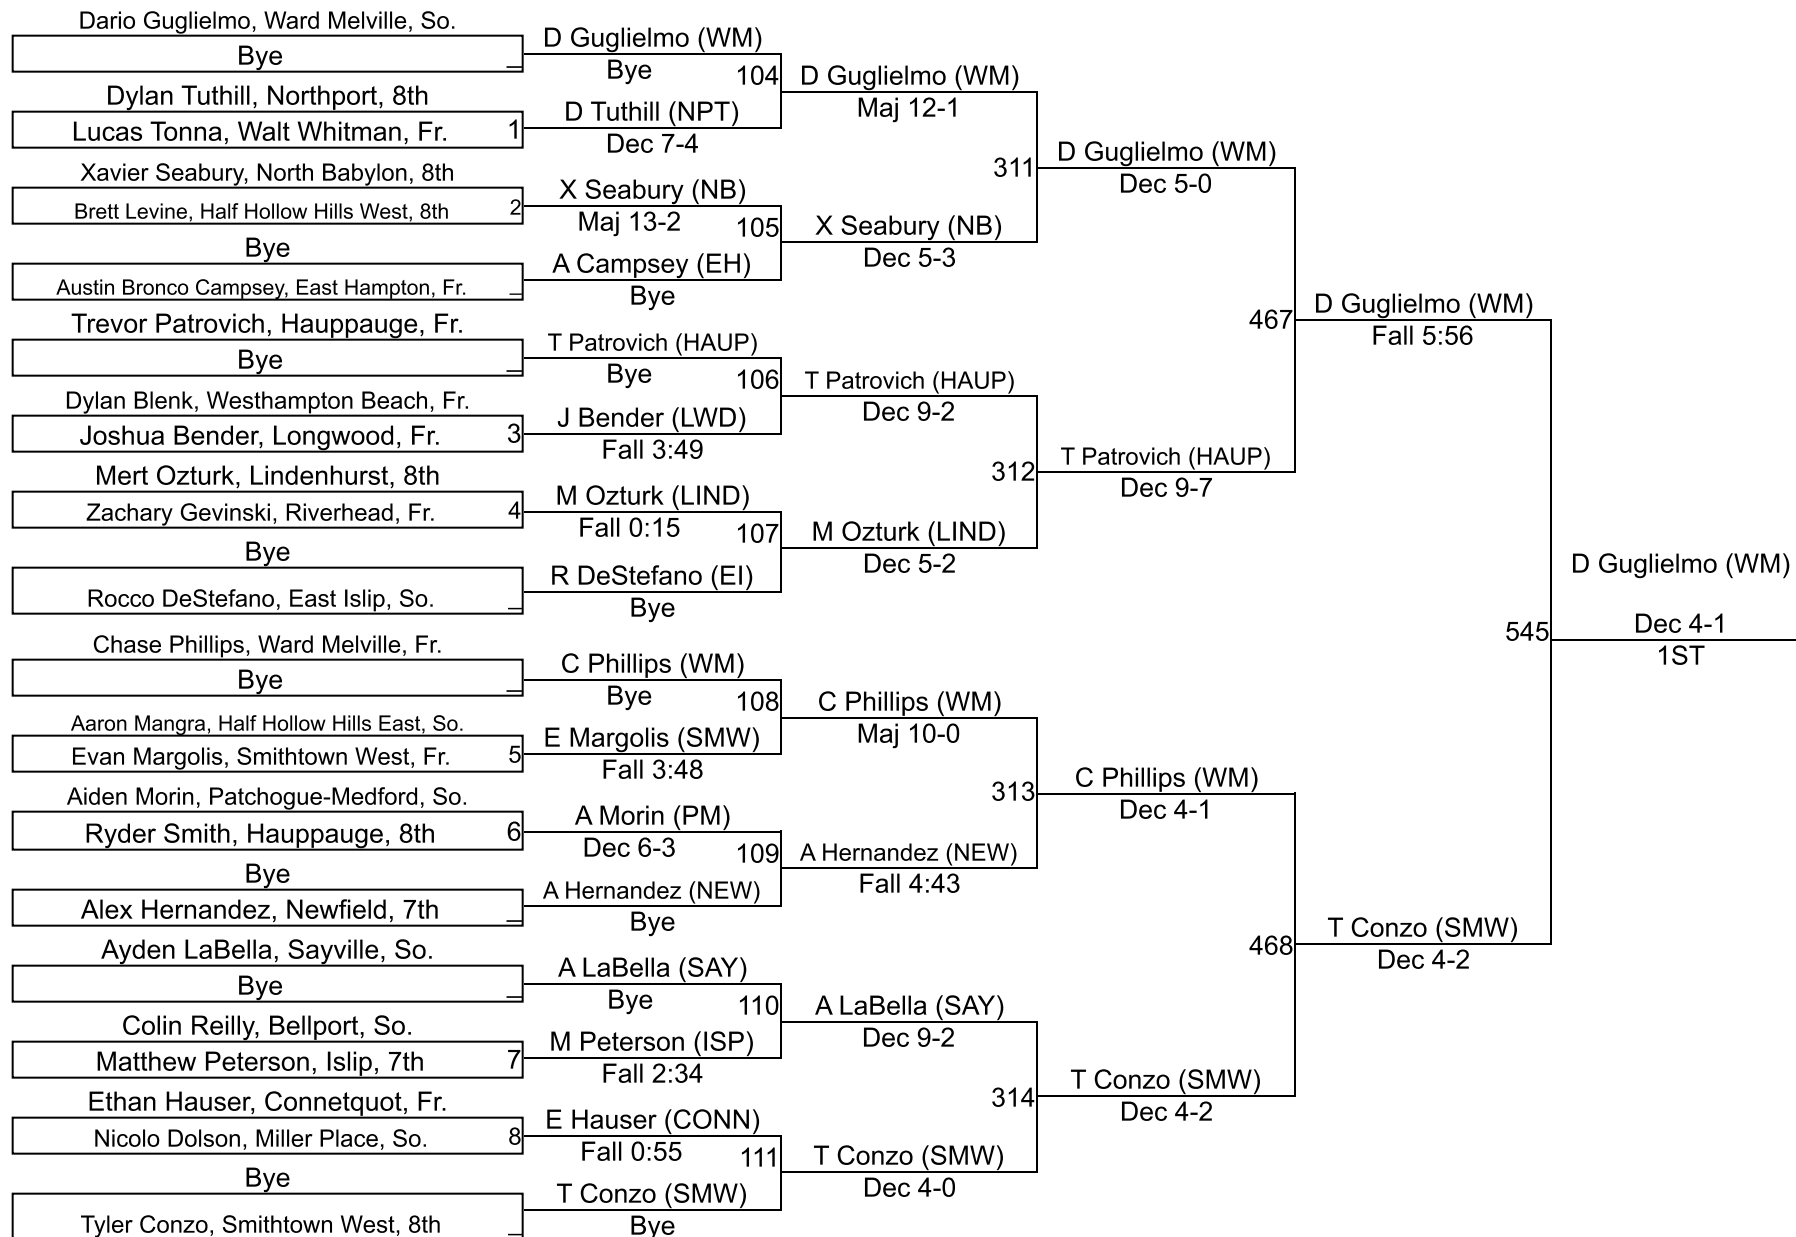 Dario Guglielmo, Ward Melville, So.
Bye _
Dylan Tuthill, Northport, 8th
Lucas Tonna, Walt Whitman, Fr. 1
Xavier Seabury, North Babylon, 8th
Brett Levine, Half Hollow Hills West, 8th 2
Bye
Austin Bronco Campsey, East Hampton, Fr. _
Trevor Patrovich, Hauppauge, Fr.
Bye _
Dylan Blenk, Westhampton Beach, Fr.
Joshua Bender, Longwood, Fr. 3
Mert Ozturk, Lindenhurst, 8th
Zachary Gevinski, Riverhead, Fr. 4
Bye
Rocco DeStefano, East Islip, So. _
Chase Phillips, Ward Melville, Fr.
Bye _
Aaron Mangra, Half Hollow Hills East, So.
Evan Margolis, Smithtown West, Fr. 5
Aiden Morin, Patchogue-Medford, So.
Ryder Smith, Hauppauge, 8th 6
Bye
Alex Hernandez, Newfield, 7th _
Ayden LaBella, Sayville, So.
Bye _
Colin Reilly, Bellport, So.
Matthew Peterson, Islip, 7th 7
Ethan Hauser, Connetquot, Fr.
Nicolo Dolson, Miller Place, So. 8
Bye
Tyler Conzo, Smithtown West, 8th _
D Guglielmo (WM)
Bye
104
D Tuthill (NPT)
Dec 7-4
X Seabury (NB)
Maj 13-2
105
A Campsey (EH)
Bye
T Patrovich (HAUP)
Bye
106
J Bender (LWD)
Fall 3:49
M Ozturk (LIND)
Fall 0:15
107
R DeStefano (EI)
Bye
C Phillips (WM)
Bye
108
E Margolis (SMW)
Fall 3:48
A Morin (PM)
Dec 6-3
109
A Hernandez (NEW)
Bye
A LaBella (SAY)
Bye
110
M Peterson (ISP)
Fall 2:34
E Hauser (CONN)
Fall 0:55
111
T Conzo (SMW)
Bye
D Guglielmo (WM)
Maj 12-1
311
X Seabury (NB)
Dec 5-3
T Patrovich (HAUP)
Dec 9-2
312
M Ozturk (LIND)
Dec 5-2
C Phillips (WM)
Maj 10-0
313
A Hernandez (NEW)
Fall 4:43
A LaBella (SAY)
Dec 9-2
314
T Conzo (SMW)
Dec 4-0
D Guglielmo (WM)
Dec 5-0
467
T Patrovich (HAUP)
Dec 9-7
C Phillips (WM)
Dec 4-1
468
T Conzo (SMW)
Dec 4-2
D Guglielmo (WM)
Fall 5:56
545
T Conzo (SMW)
Dec 4-2
D Guglielmo (WM)
Dec 4-1
1ST